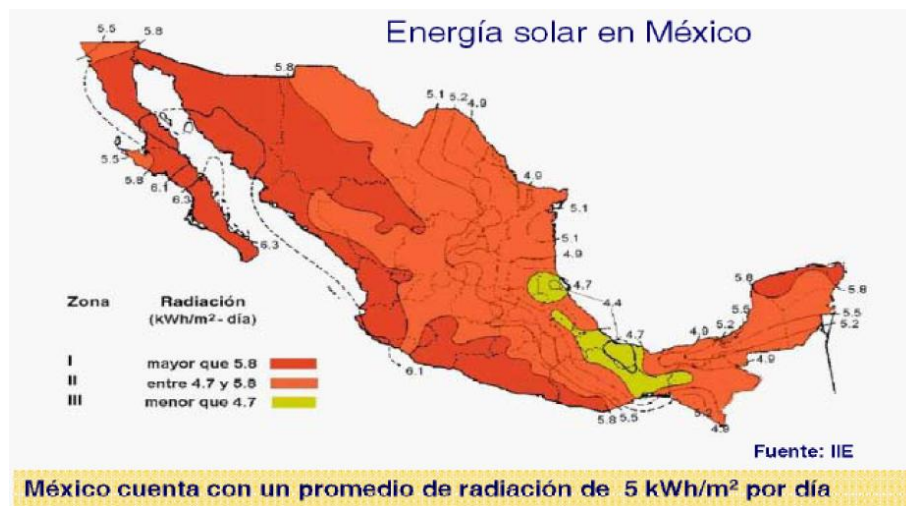 Energía solar en México
5.5
5.8
5.8
5.1 5.2 4.9
5.5
5.8
6.1
6.3
6.3
4.9
5.1
5.1
4.9
4.7
4.4
4.7
5.8
5.8
5.5
5.5
5.2
5.2
4.9
4.9
6.1
5.8 5.5
4.9
Zona Radiación
(kWh/m²- día)
I mayor que 5.8
II entre 4.7 y 5.8
III menor que 4.7
Fuente: IIE
México cuenta con un promedio de radiación de 5 kWh/m² por día